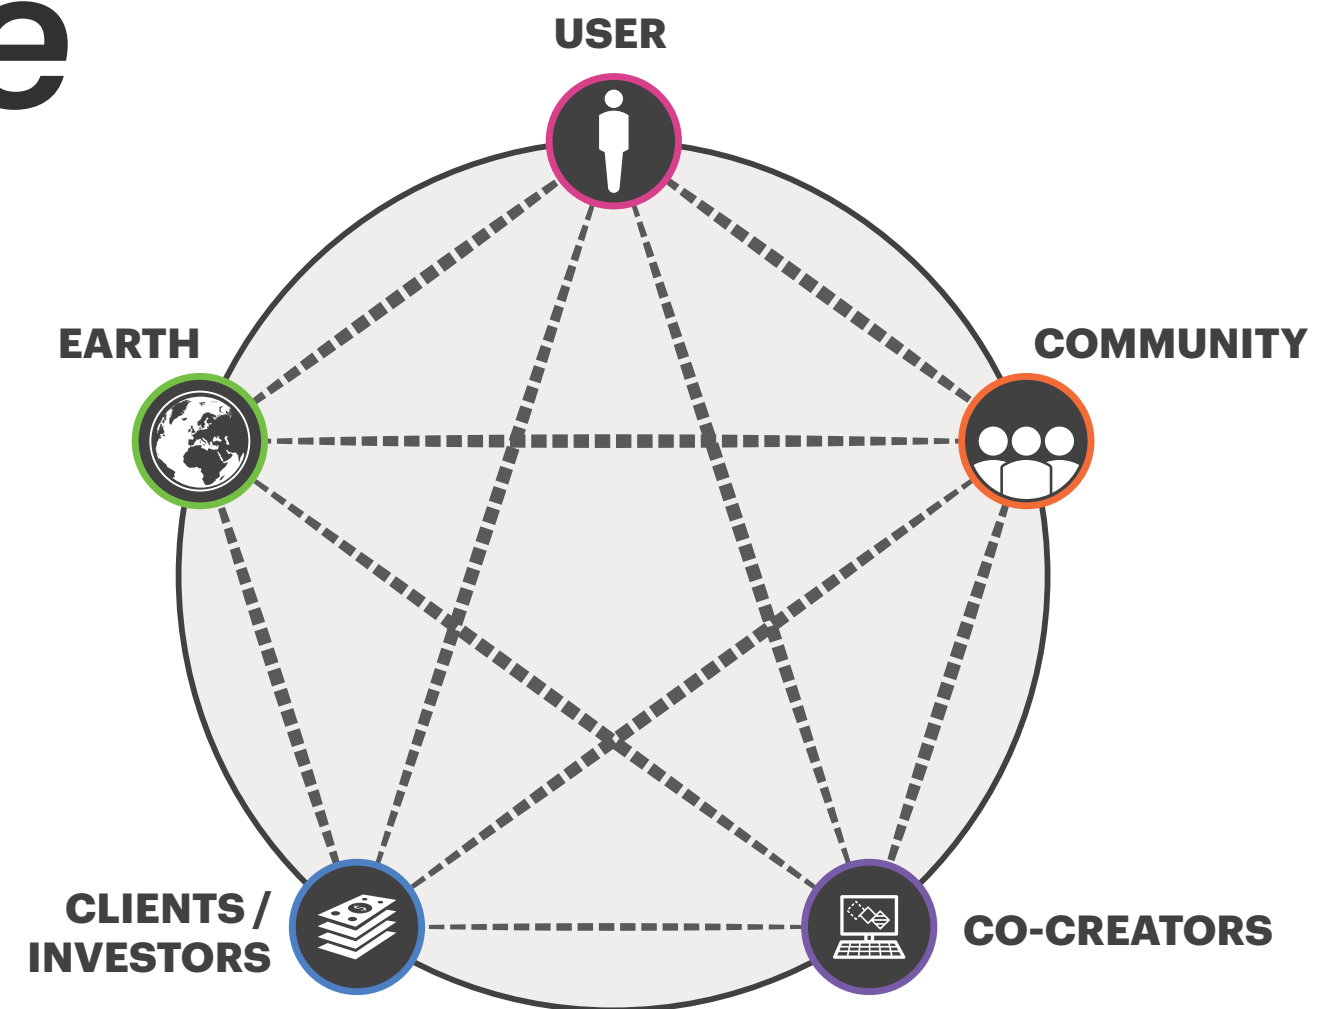 e
USER
EARTH
COMMUNITY
CLIENTS /
INVESTORS
CO-CREATORS
$